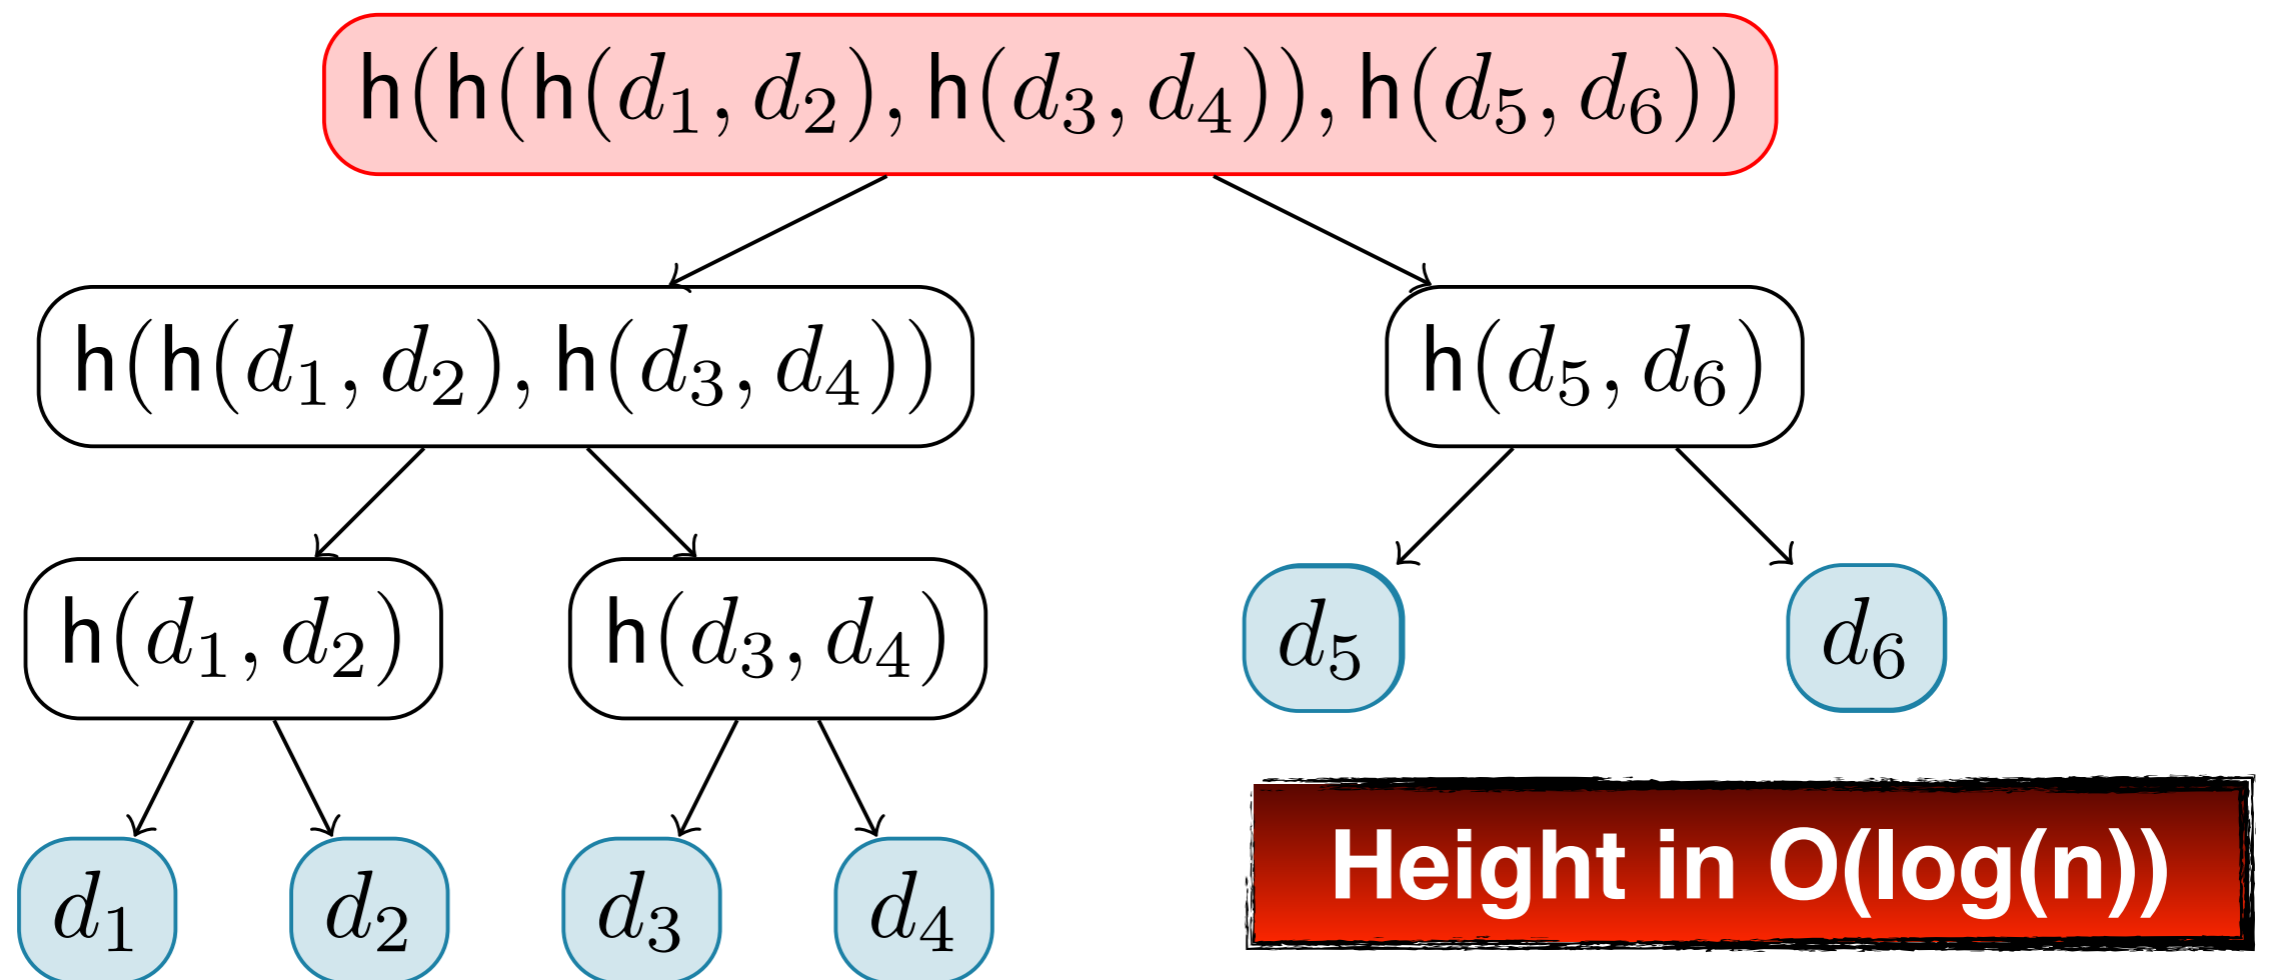 h(h(h(d₁, d₂), h(d₃, d₄)), h(d₅, d₆))
h(h(d₁, d₂), h(d₃, d₄))
h(d₅, d₆)
h(d₁, d₂)
h(d₃, d₄)
d₅
d₆
d₁
d₂
d₃
d₄
Height in O(log(n))